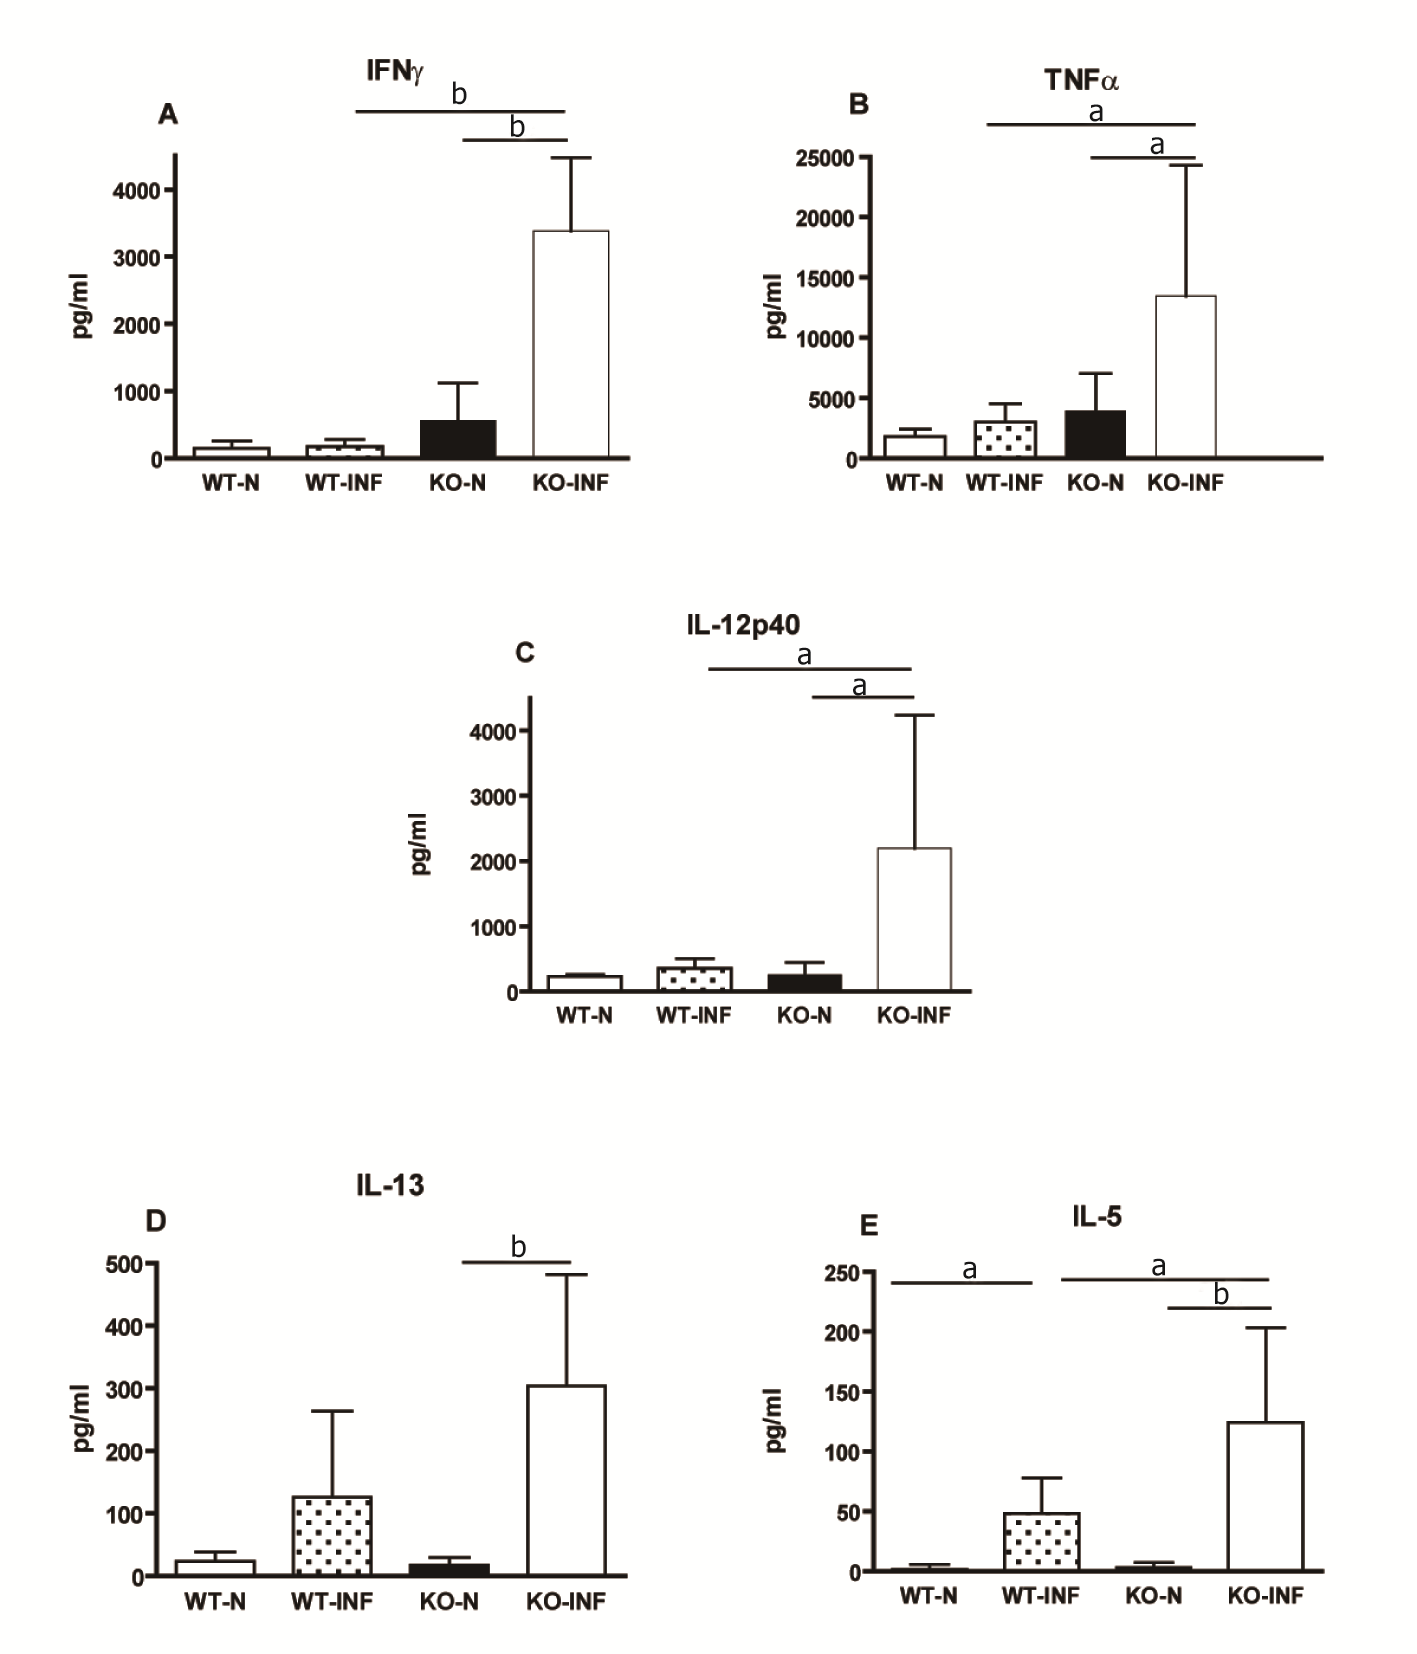 IFNγ
A
b
b
4000
3000
2000
1000
0
pg/ml
WT-N WT-INF KO-N KO-INF
TNFα
B
a
a
25000
20000
15000
10000
5000
0
pg/ml
WT-N WT-INF KO-N KO-INF
IL-12p40
C
a
a
4000
3000
2000
1000
0
pg/ml
WT-N WT-INF KO-N KO-INF
IL-13
D
b
500
400
300
200
100
0
pg/ml
WT-N WT-INF KO-N KO-INF
IL-5
E
a
a
b
250
200
150
100
50
0
pg/ml
WT-N WT-INF KO-N KO-INF